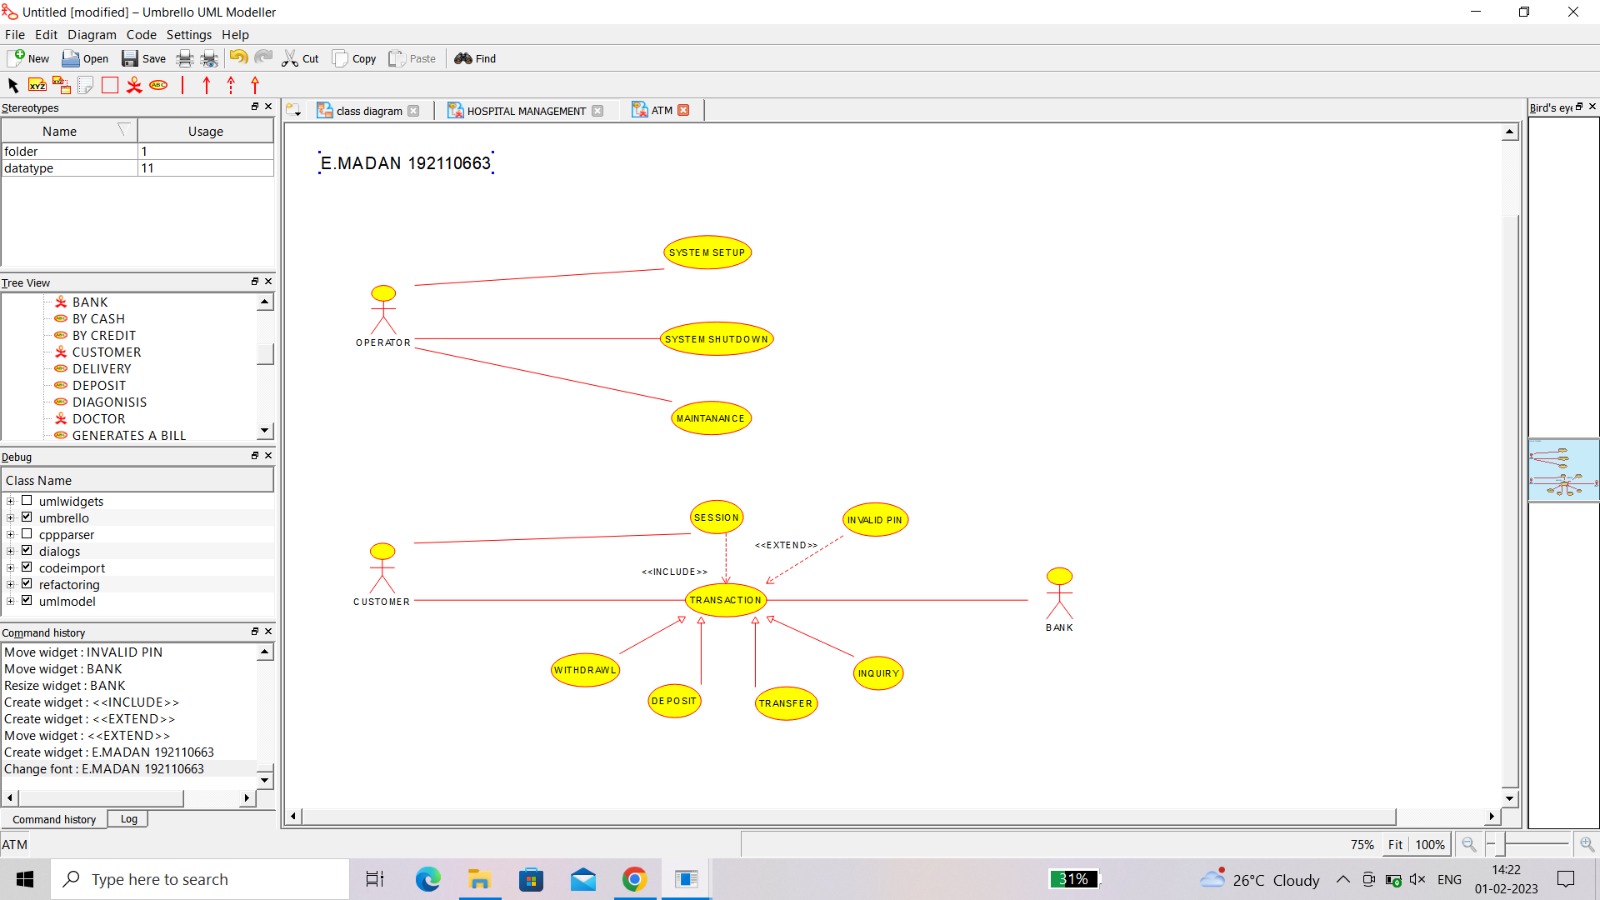 Untitled [modified] – Umbrello UML Modeller
File Edit Diagram Code Settings Help
New Open Save Cut Copy Paste Find
XYZ ABC
Stereotypes
Name Usage
folder 1
datatype 11
Tree View
BANK
BY CASH
BY CREDIT
CUSTOMER
DELIVERY
DEPOSIT
DIAGONISIS
DOCTOR
GENERATES A BILL
Debug
Class Name
umlwidgets
umbrello
cppparser
dialogs
codeimport
refactoring
umlmodel
Command history
Move widget : INVALID PIN
Move widget : BANK
Resize widget : BANK
Create widget : <<INCLUDE>>
Create widget : <<EXTEND>>
Move widget : <<EXTEND>>
Create widget : E.MADAN 192110663
Change font : E.MADAN 192110663
Command history Log
class diagram HOSPITAL MANAGEMENT ATM
E.MADAN 192110663
SYSTEM SETUP
OPERATOR
SYSTEM SHUTDOWN
MAINTANANCE
SESSION
INVALID PIN
<<EXTEND>>
<<INCLUDE>>
CUSTOMER
TRANSACTION
BANK
WITHDRAWL
DEPOSIT
TRANSFER
INQUIRY
Bird's eye
ATM
75% Fit 100%
Type here to search
31%
26°C Cloudy
ENG
14:22
01-02-2023